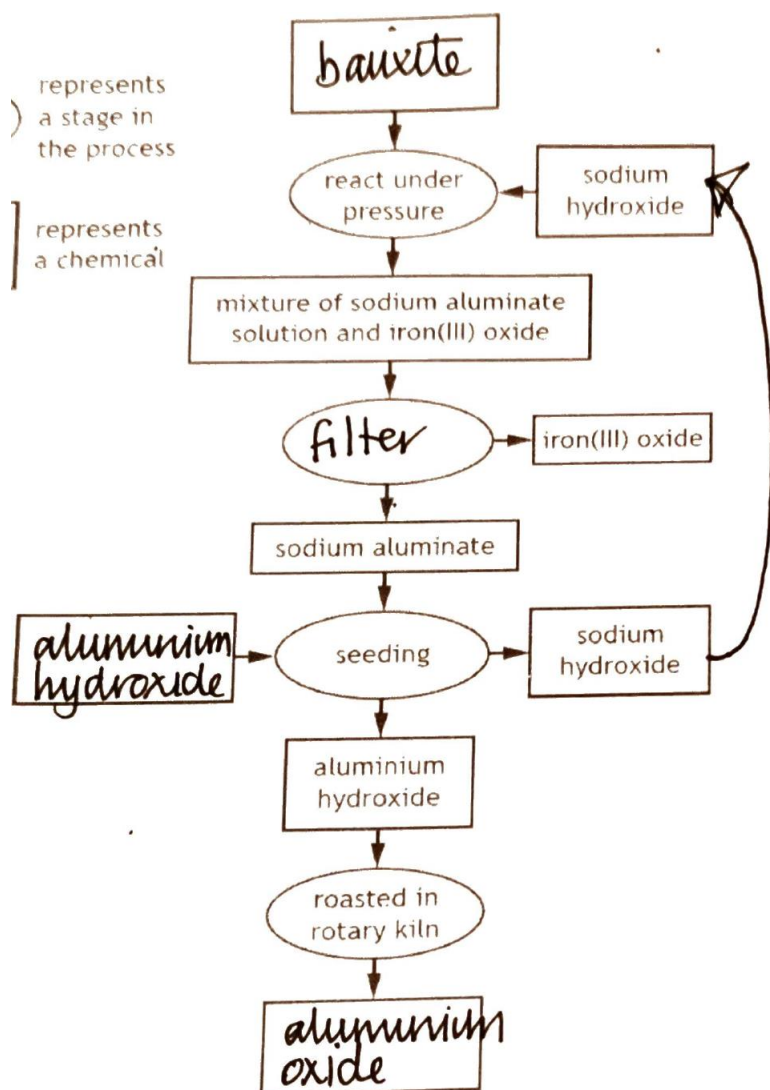 bauxite
represents
a stage in
the process
react under
pressure
sodium
hydroxide
represents
a chemical
mixture of sodium aluminate
solution and iron(III) oxide
filter
iron(III) oxide
sodium aluminate
aluminium
hydroxide
seeding
sodium
hydroxide
aluminium
hydroxide
roasted in
rotary kiln
aluminium
oxide